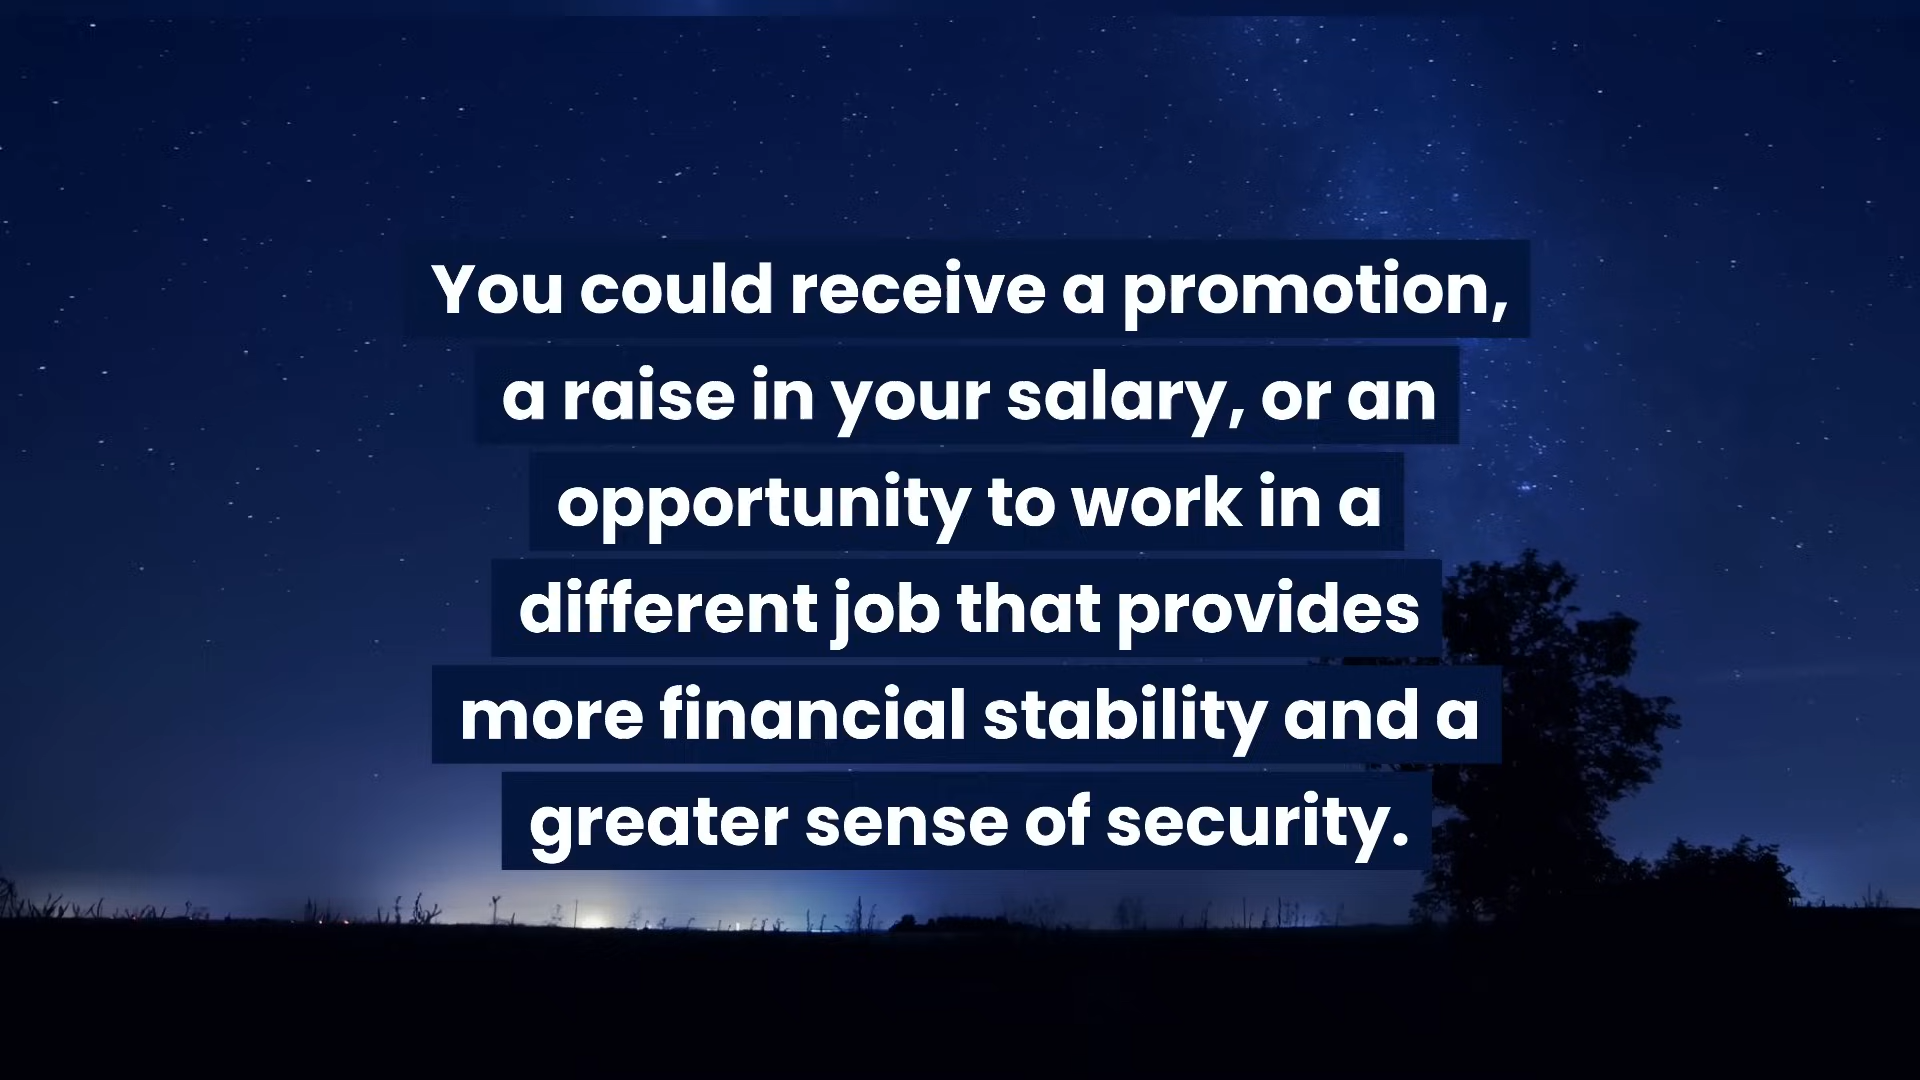 You could receive a promotion,
a raise in your salary, or an
opportunity to work in a
different job that provides
more financial stability and a
greater sense of security.